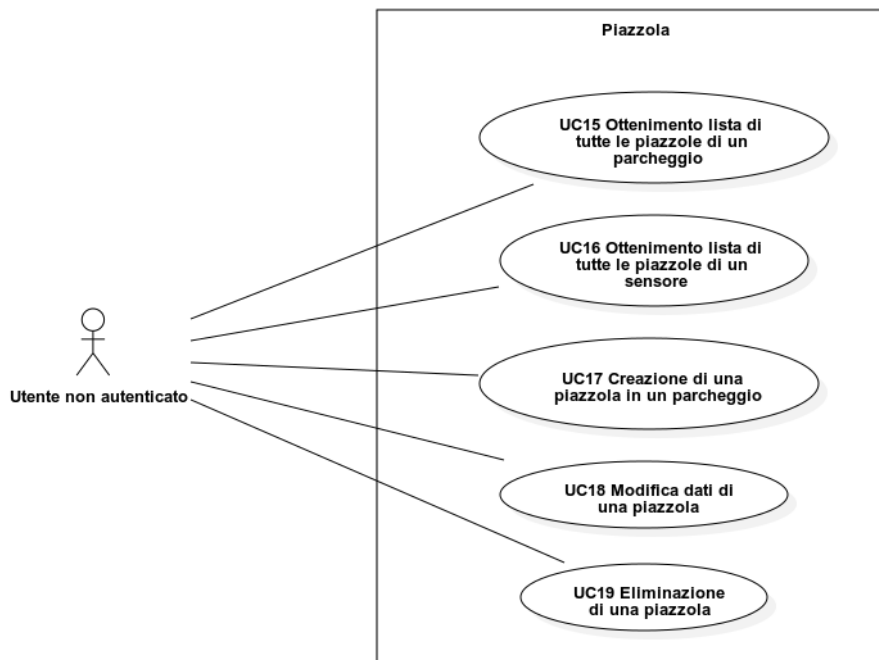 Piazzola
UC15 Ottenimento lista di
tutte le piazzole di un
parcheggio
UC16 Ottenimento lista di
tutte le piazzole di un
sensore
UC17 Creazione di una
piazzola in un parcheggio
Utente non autenticato
UC18 Modifica dati di
una piazzola
UC19 Eliminazione
di una piazzola